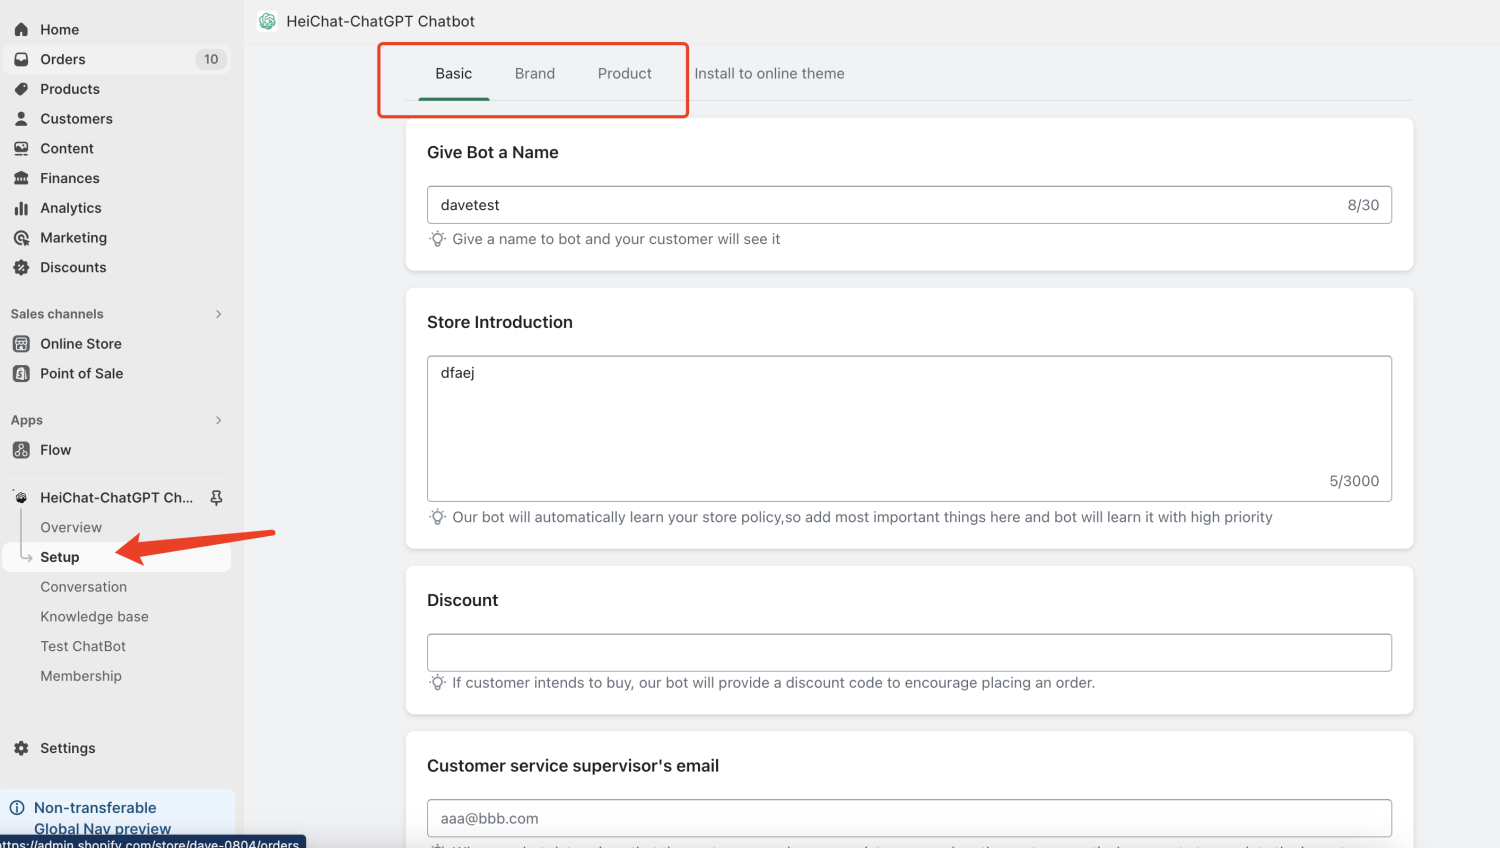 Home
Orders 10
Products
Customers
Content
Finances
Analytics
Marketing
Discounts
Sales channels
Online Store
Point of Sale
Apps
Flow
HeiChat-ChatGPT Ch...
Overview
Setup
Conversation
Knowledge base
Test ChatBot
Membership
Settings
Non-transferable
Global Nav preview
https://admin.shopify.com/store/dave-0804/orders
HeiChat-ChatGPT Chatbot
Basic Brand Product Install to online theme
Give Bot a Name
davetest 8/30
Give a name to bot and your customer will see it
Store Introduction
dfaej
5/3000
Our bot will automatically learn your store policy,so add most important things here and bot will learn it with high priority
Discount
If customer intends to buy, our bot will provide a discount code to encourage placing an order.
Customer service supervisor's email
aaa@bbb.com